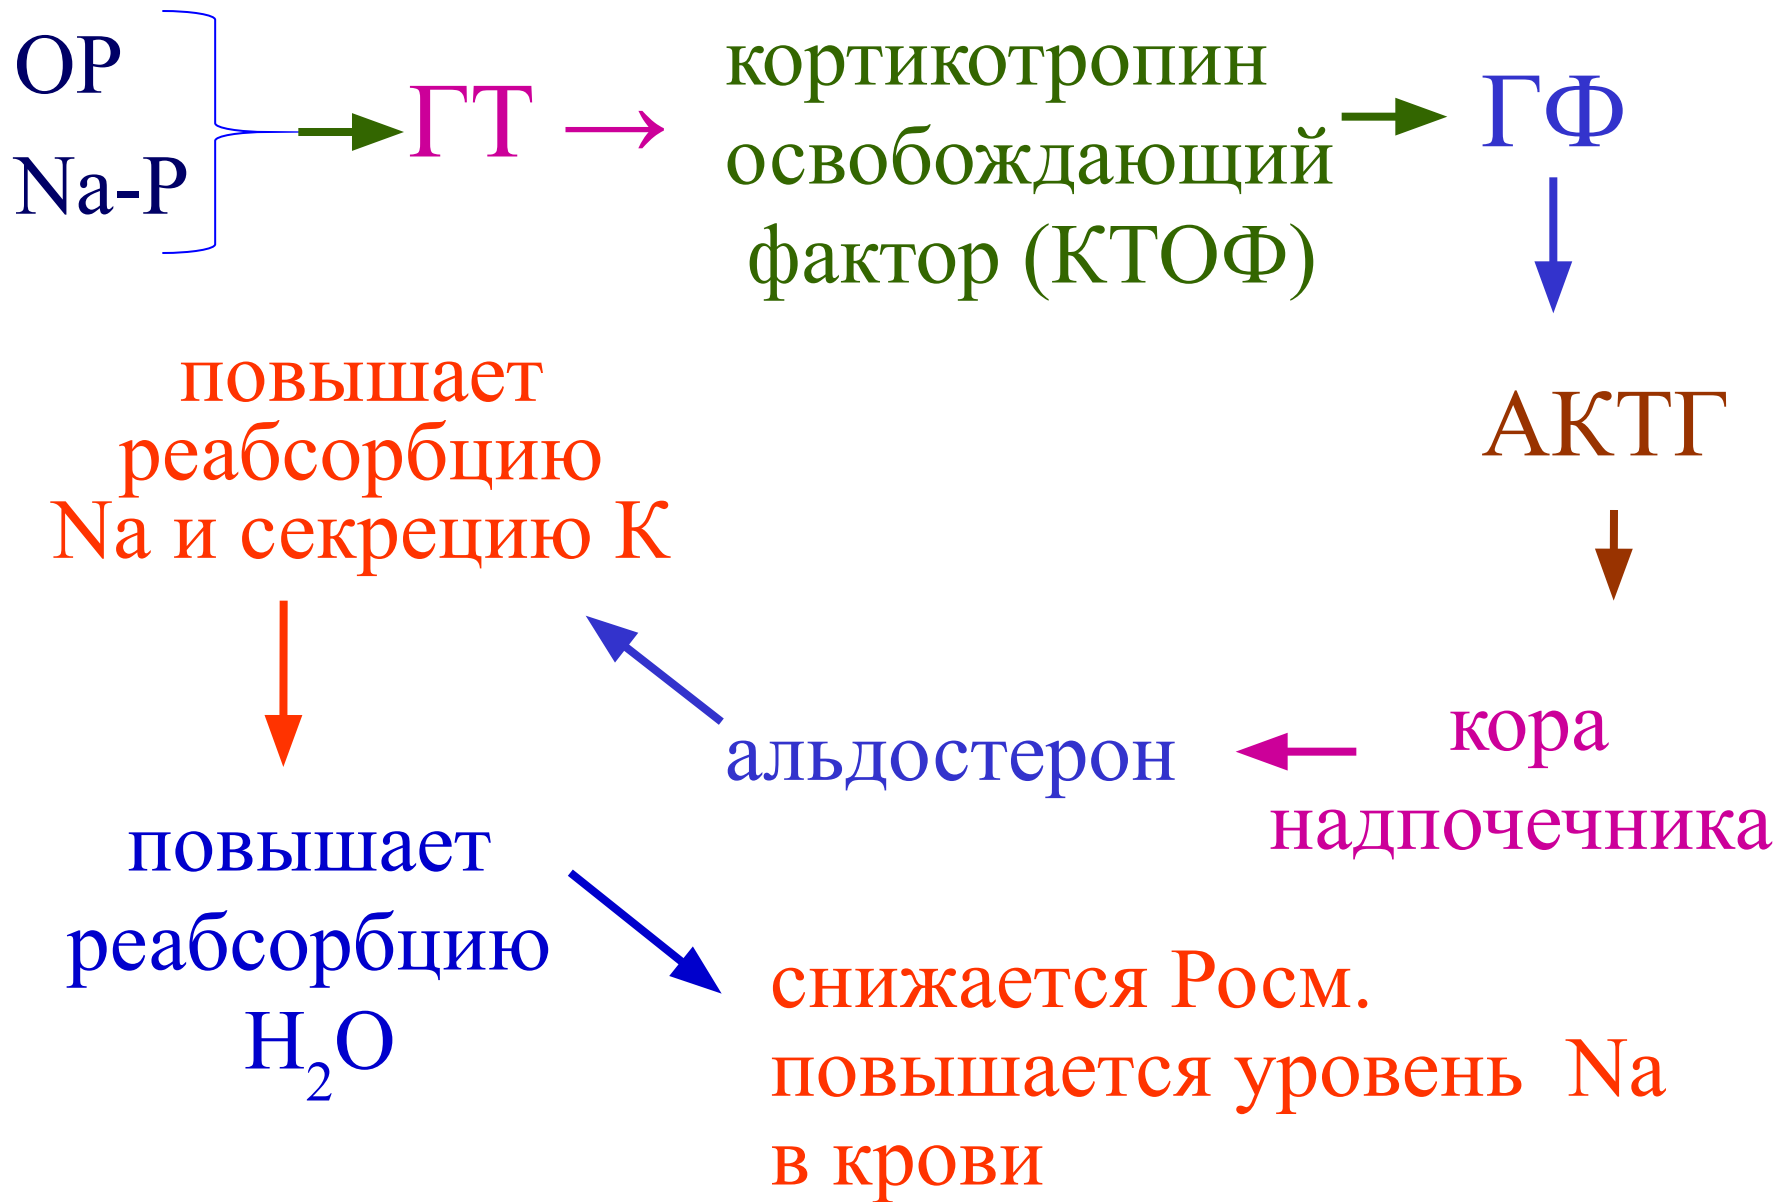 ОР
Na-Р
ГТ →
кортикотропин
освобождающий
фактор (КТОФ)
ГФ
АКТГ
кора
надпочечника
альдостерон
повышает
реабсорбцию
Na и секрецию К
повышает
реабсорбцию
Н₂О
снижается Росм.
повышается уровень Na
в крови